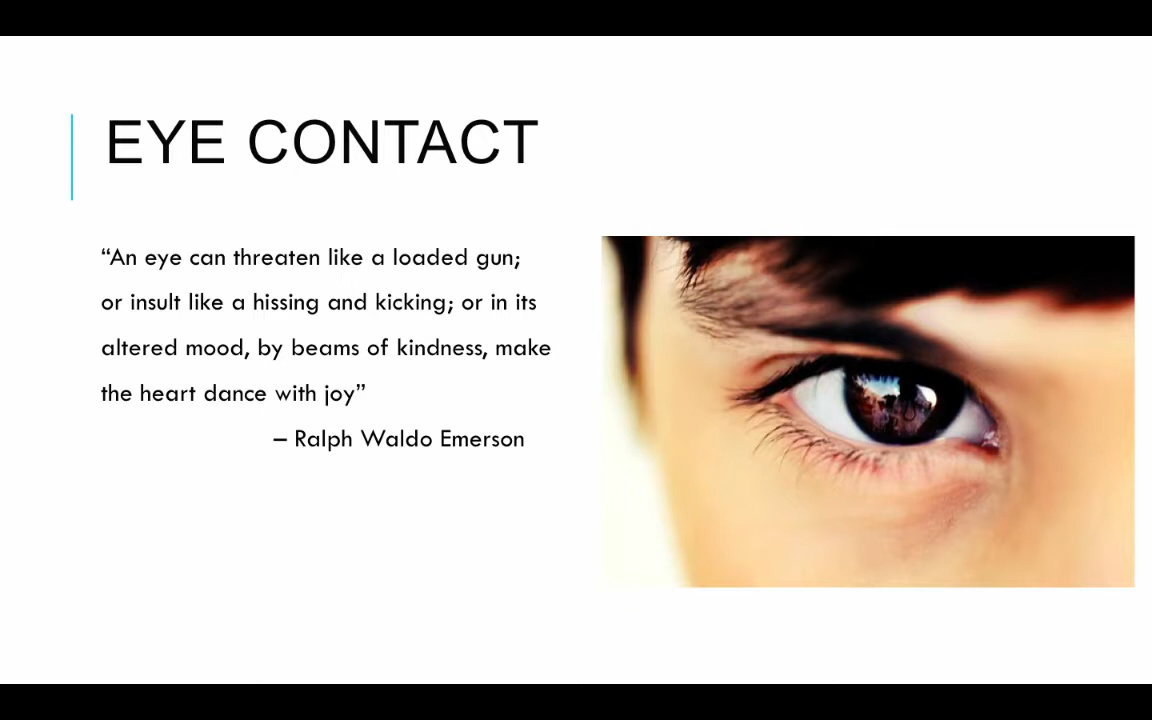 EYE CONTACT
“An eye can threaten like a loaded gun;
or insult like a hissing and kicking; or in its
altered mood, by beams of kindness, make
the heart dance with joy”
– Ralph Waldo Emerson